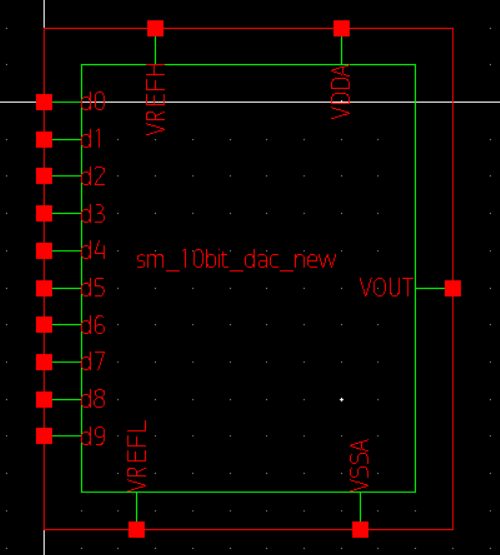 VREFH
VDDA
d0
d1
d2
d3
d4
sm_10bit_dac_new
d5
VOUT
d6
d7
d8
d9
VREFL
VSSA